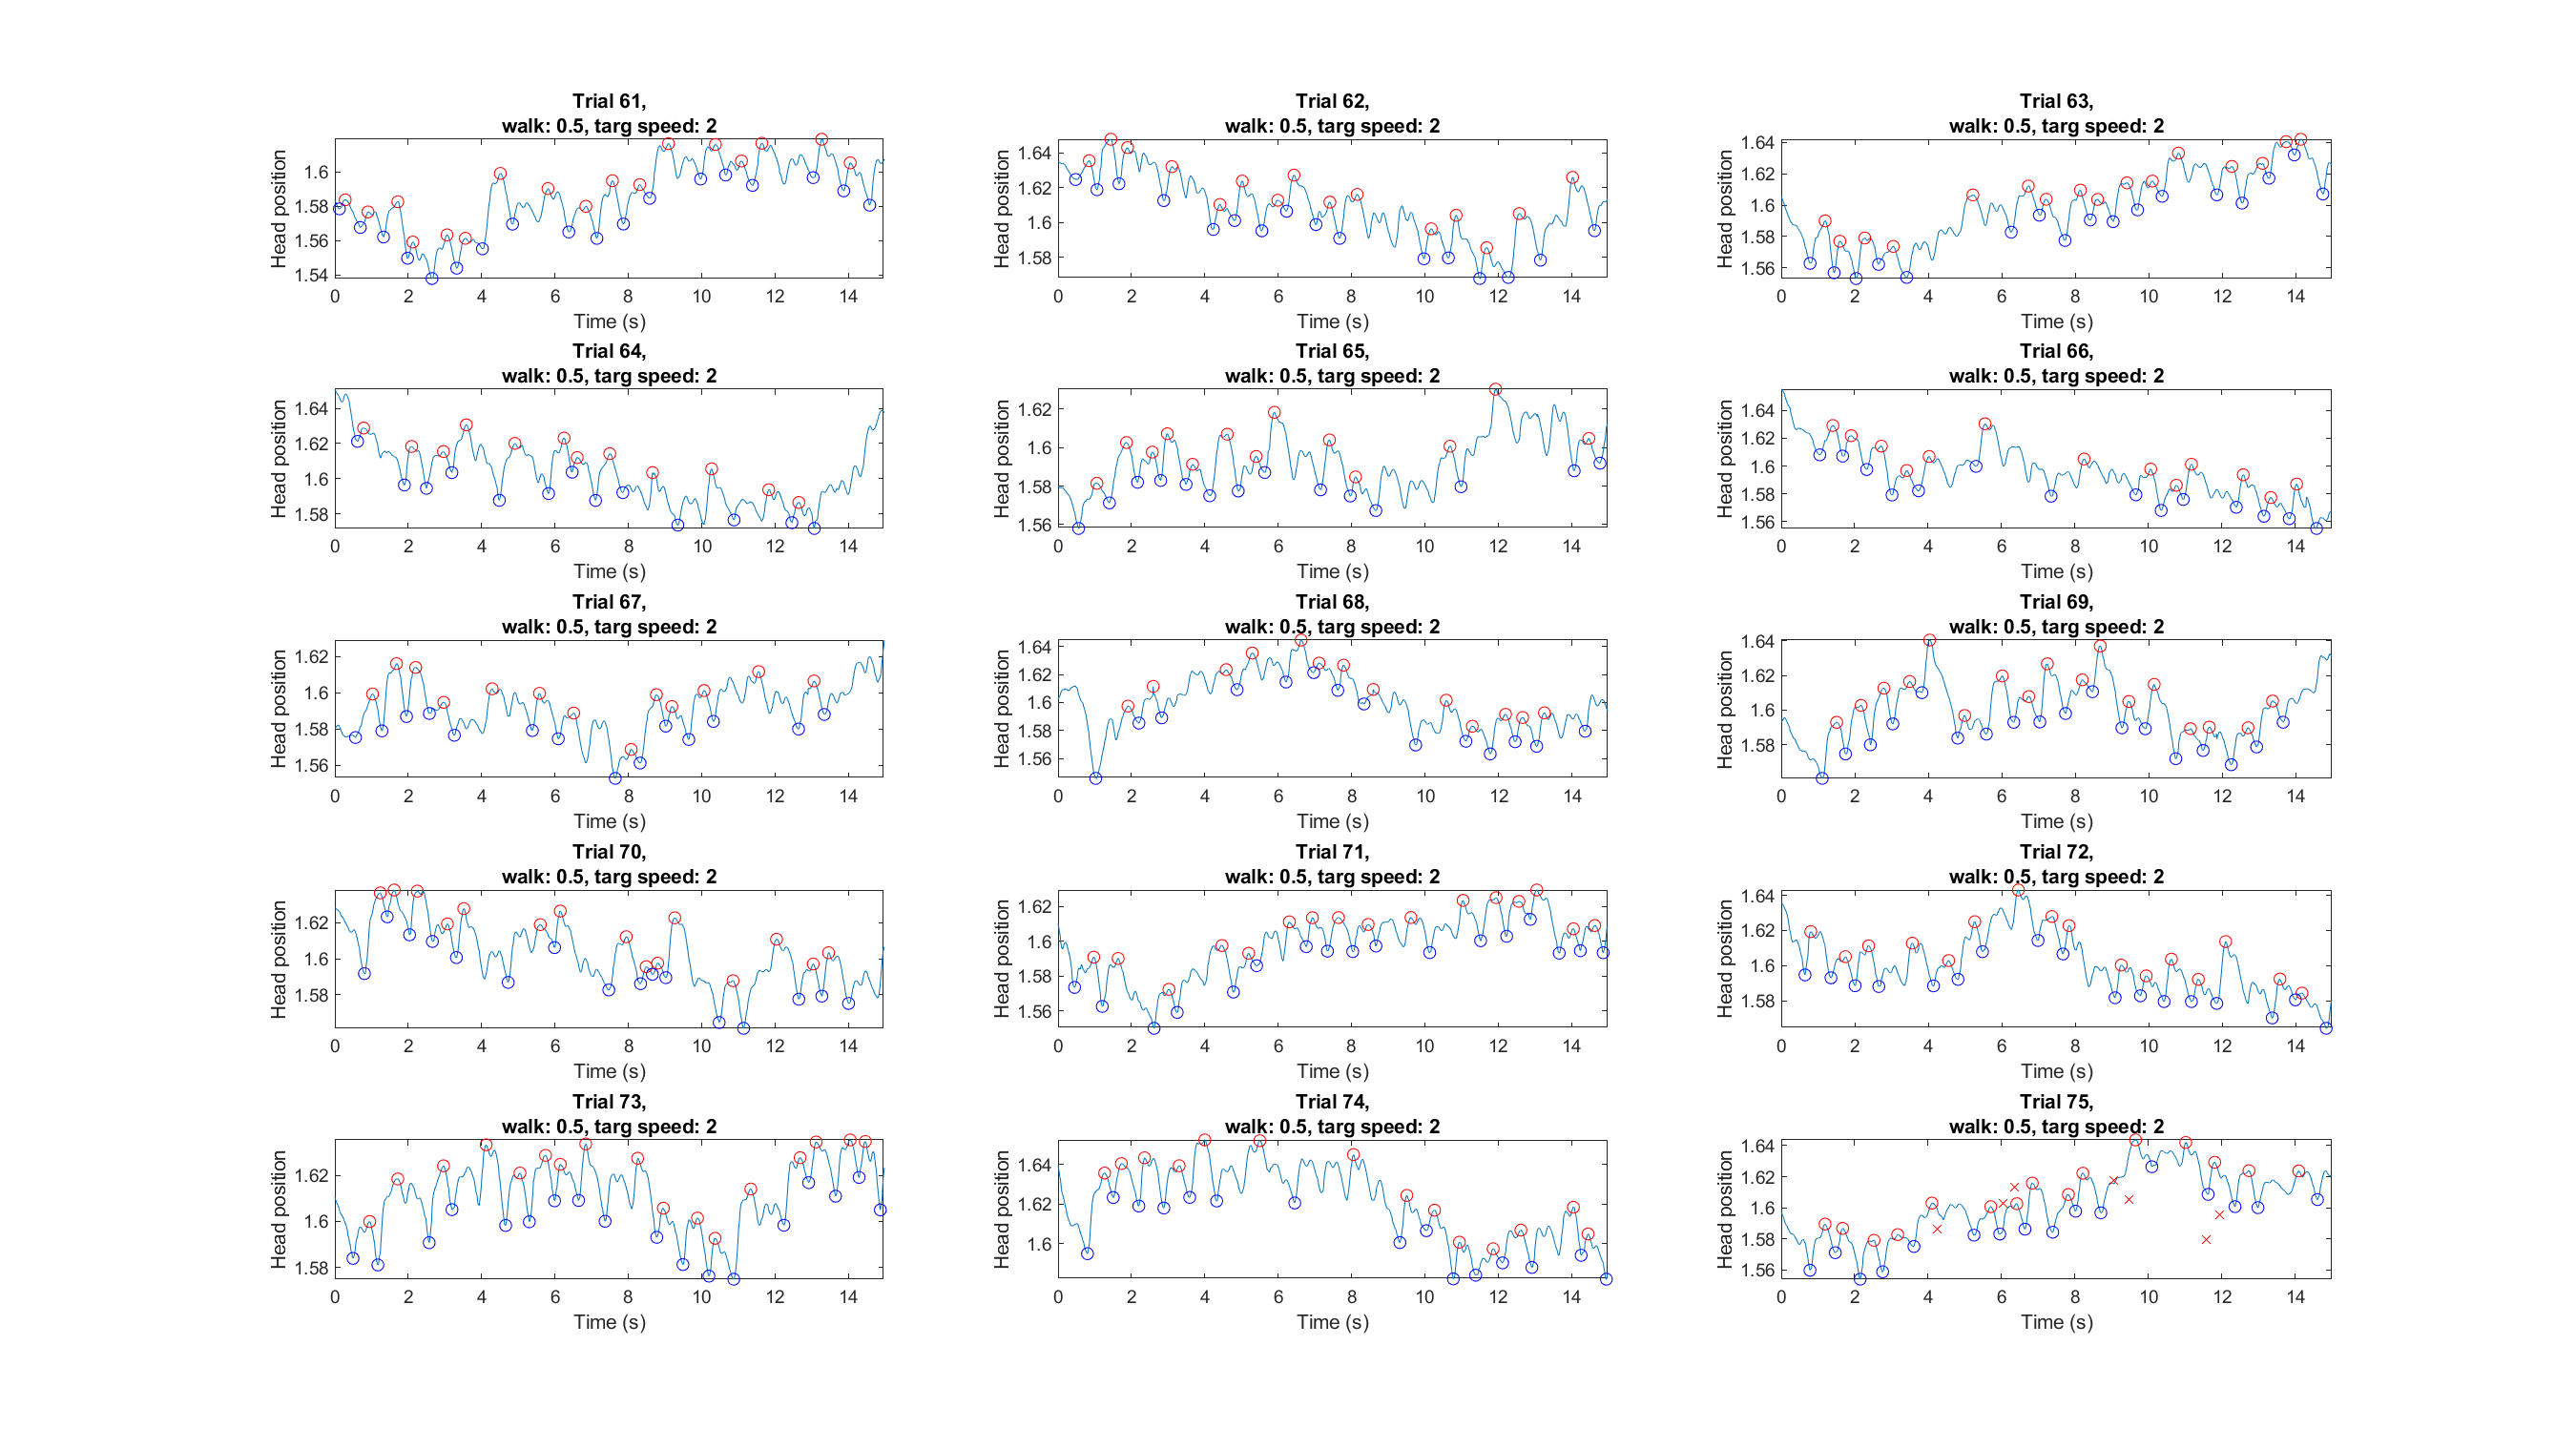 Trial 61,
walk: 0.5, targ speed: 2
Head position
1.6
1.58
1.56
1.54
0 2 4 6 8 10 12 14
Time (s)
Trial 62,
walk: 0.5, targ speed: 2
Head position
1.64
1.62
1.6
1.58
0 2 4 6 8 10 12 14
Time (s)
Trial 63,
walk: 0.5, targ speed: 2
Head position
1.64
1.62
1.6
1.58
1.56
0 2 4 6 8 10 12 14
Time (s)
Trial 64,
walk: 0.5, targ speed: 2
Head position
1.64
1.62
1.6
1.58
0 2 4 6 8 10 12 14
Time (s)
Trial 65,
walk: 0.5, targ speed: 2
Head position
1.62
1.6
1.58
1.56
0 2 4 6 8 10 12 14
Time (s)
Trial 66,
walk: 0.5, targ speed: 2
Head position
1.64
1.62
1.6
1.58
1.56
0 2 4 6 8 10 12 14
Time (s)
Trial 67,
walk: 0.5, targ speed: 2
Head position
1.62
1.6
1.58
1.56
0 2 4 6 8 10 12 14
Time (s)
Trial 68,
walk: 0.5, targ speed: 2
Head position
1.64
1.62
1.6
1.58
1.56
0 2 4 6 8 10 12 14
Time (s)
Trial 69,
walk: 0.5, targ speed: 2
Head position
1.64
1.62
1.6
1.58
0 2 4 6 8 10 12 14
Time (s)
Trial 70,
walk: 0.5, targ speed: 2
Head position
1.62
1.6
1.58
0 2 4 6 8 10 12 14
Time (s)
Trial 71,
walk: 0.5, targ speed: 2
Head position
1.62
1.6
1.58
1.56
0 2 4 6 8 10 12 14
Time (s)
Trial 72,
walk: 0.5, targ speed: 2
Head position
1.64
1.62
1.6
1.58
0 2 4 6 8 10 12 14
Time (s)
Trial 73,
walk: 0.5, targ speed: 2
Head position
1.62
1.6
1.58
0 2 4 6 8 10 12 14
Time (s)
Trial 74,
walk: 0.5, targ speed: 2
Head position
1.64
1.62
1.6
0 2 4 6 8 10 12 14
Time (s)
Trial 75,
walk: 0.5, targ speed: 2
Head position
1.64
1.62
1.6
1.58
1.56
0 2 4 6 8 10 12 14
Time (s)